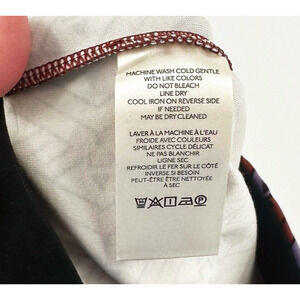 MACHINE WASH COLD GENTLE
WITH LIKE COLORS
DO NOT BLEACH
LINE DRY
COOL IRON ON REVERSE SIDE
IF NEEDED
MAY BE DRY CLEANED
LAVER À LA MACHINE À L'EAU
FROIDE AVEC COULEURS
SIMILAIRES CYCLE DÉLICAT
NE PAS BLANCHIR
LIGNE SEC
REFROIDIR LE FER SUR LE CÔTÉ
INVERSE SI BESOIN
PEUT-ÊTRE ÊTRE NETTOYÉE
À SEC